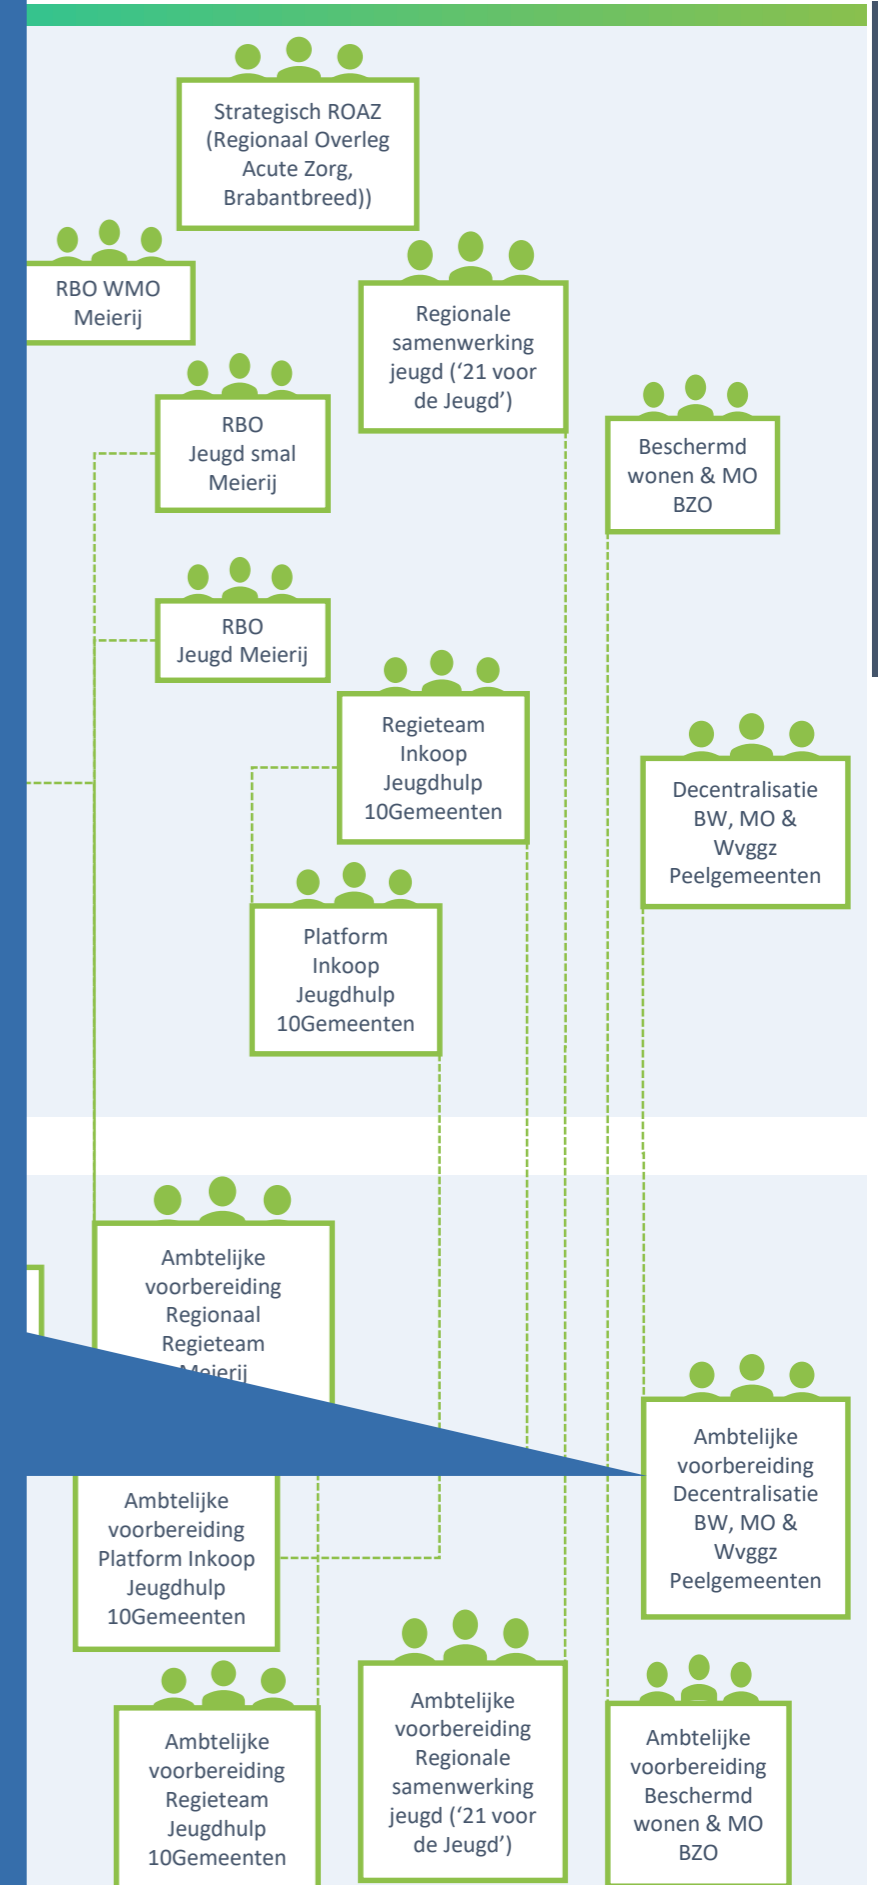 Strategisch ROAZ
(Regionaal Overleg
Acute Zorg,
Brabantbreed))
RBO WMO
Meierij
Regionale
samenwerking
jeugd (‘21 voor
de Jeugd’)
RBO
Jeugd smal
Meierij
Beschermd
wonen & MO
BZO
RBO
Jeugd Meierij
Regieteam
Inkoop
Jeugdhulp
10Gemeenten
Decentralisatie
BW, MO &
Wvggz
Peelgemeenten
Platform
Inkoop
Jeugdhulp
10Gemeenten
Ambtelijke
voorbereiding
Regionaal
Regieteam
Meierij
Ambtelijke
voorbereiding
Decentralisatie
BW, MO &
Wvggz
Peelgemeenten
Ambtelijke
voorbereiding
Platform Inkoop
Jeugdhulp
10Gemeenten
Ambtelijke
voorbereiding
Regieteam
Jeugdhulp
10Gemeenten
Ambtelijke
voorbereiding
Regionale
samenwerking
jeugd (‘21 voor
de Jeugd’)
Ambtelijke
voorbereiding
Beschermd
wonen & MO
BZO